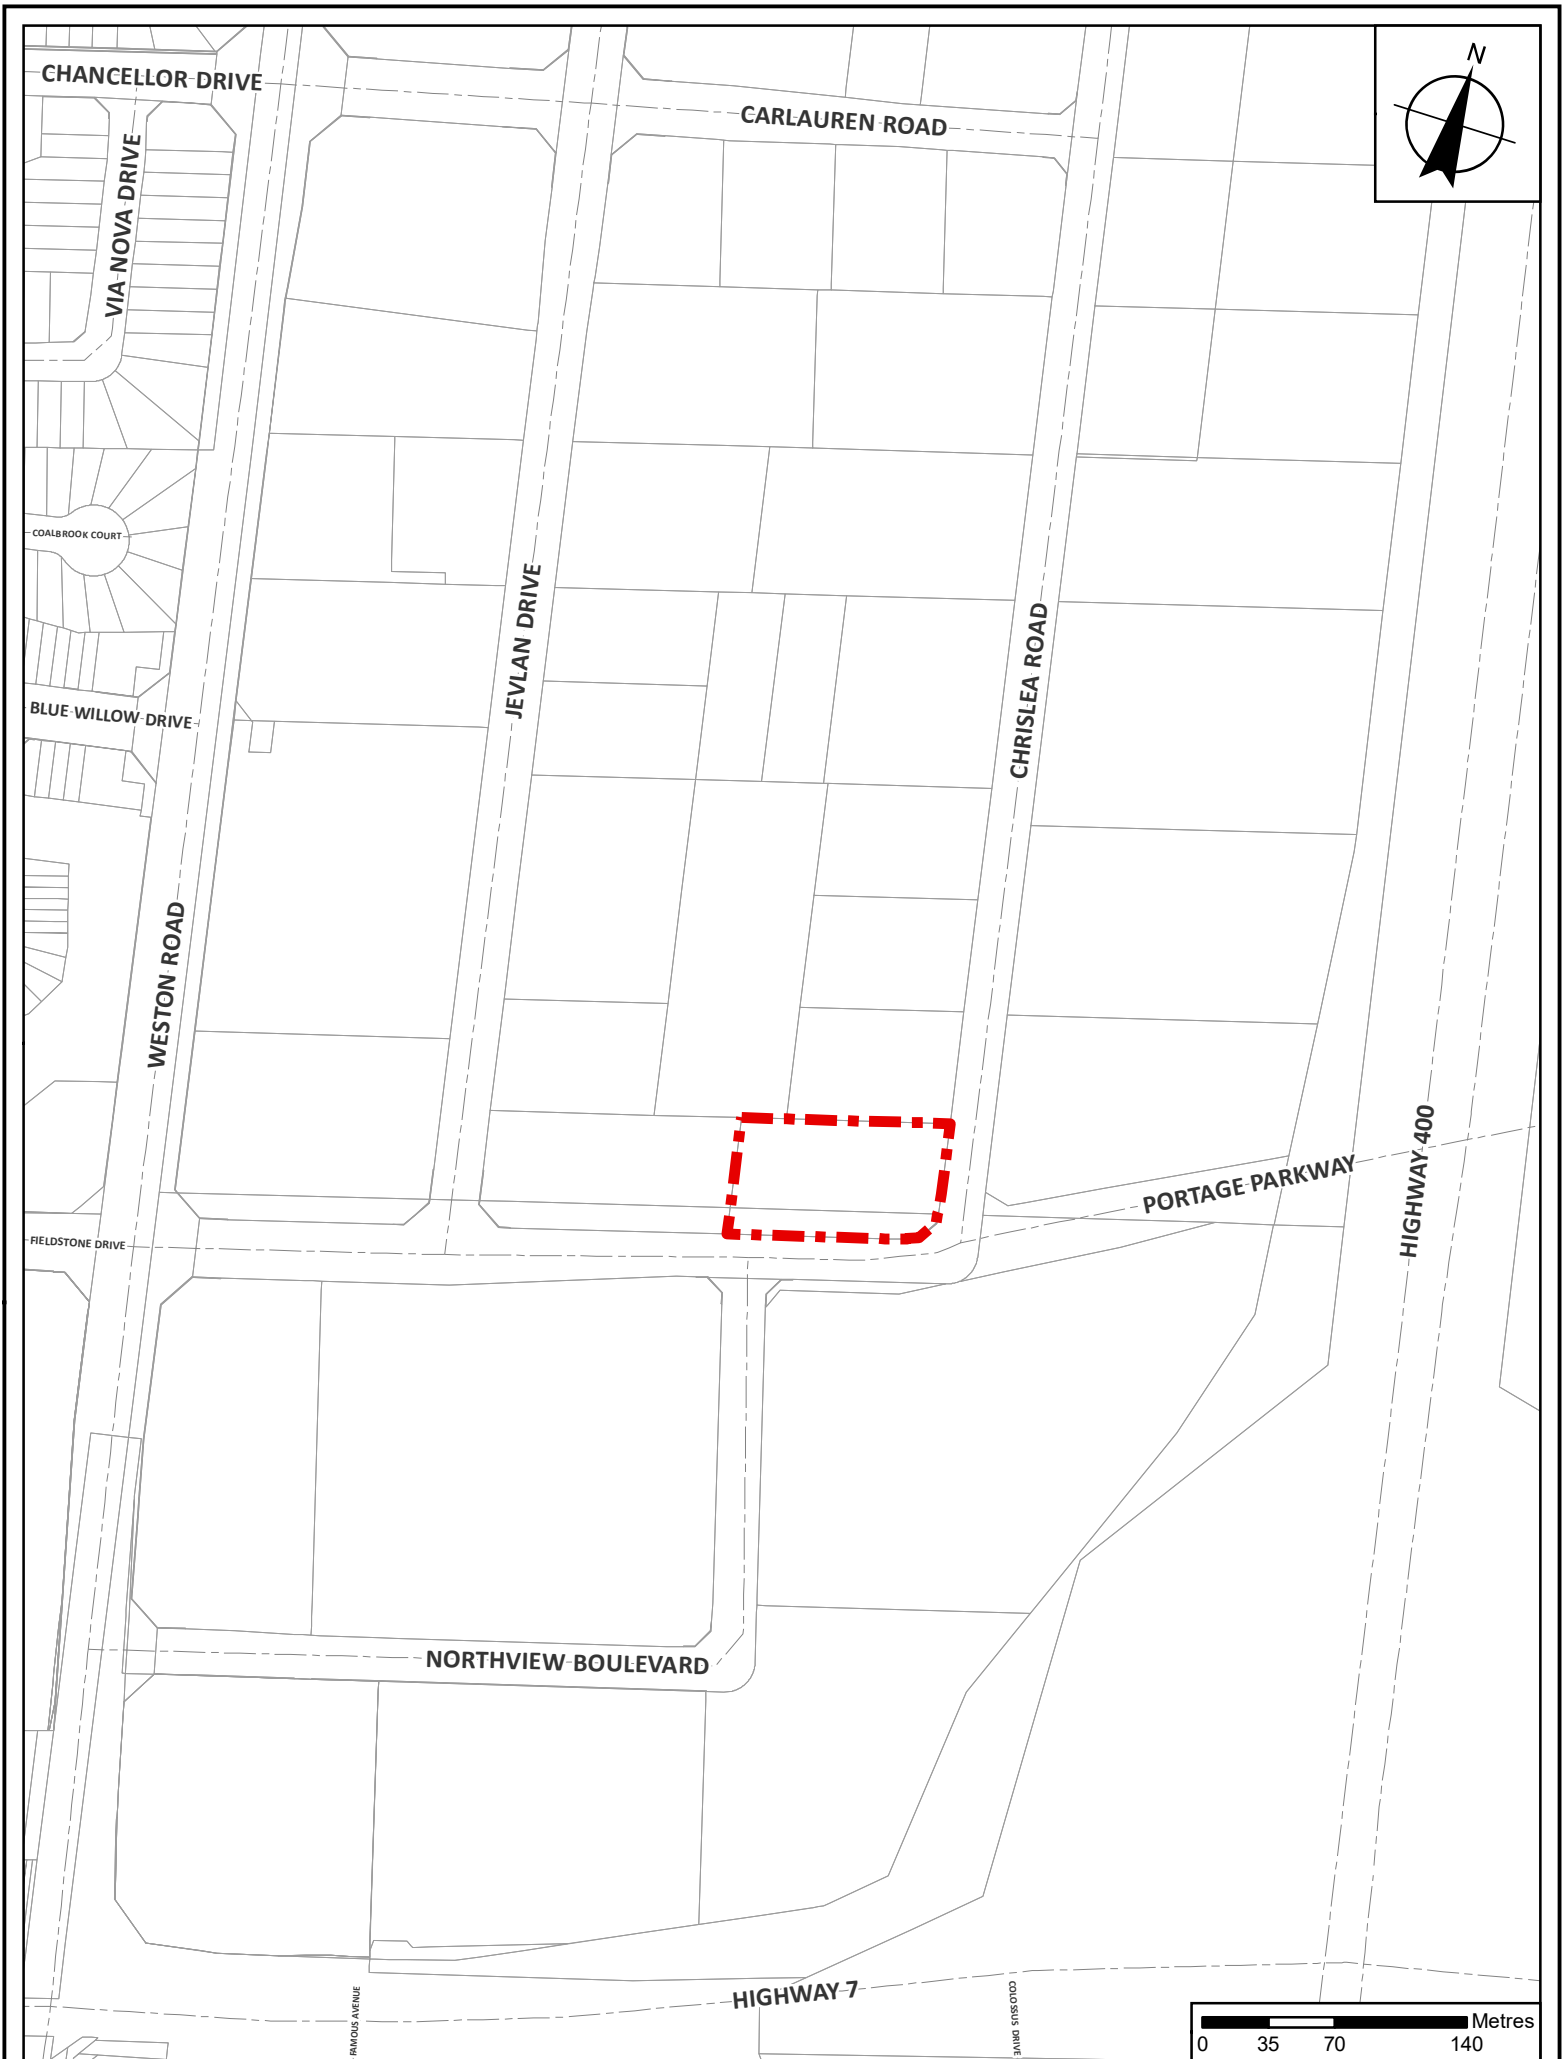 N
CHANCELLOR DRIVE
CARLAUREN ROAD
VIA NOVA DRIVE
COALBROOK COURT
JEVLAN DRIVE
CHRISLEA ROAD
BLUE WILLOW DRIVE
WESTON ROAD
HIGHWAY 400
PORTAGE PARKWAY
FIELDSTONE DRIVE
NORTHVIEW BOULEVARD
HIGHWAY 7
FAMOUS AVENUE
COLOSSUS DRIVE
Metres
0 35 70 140